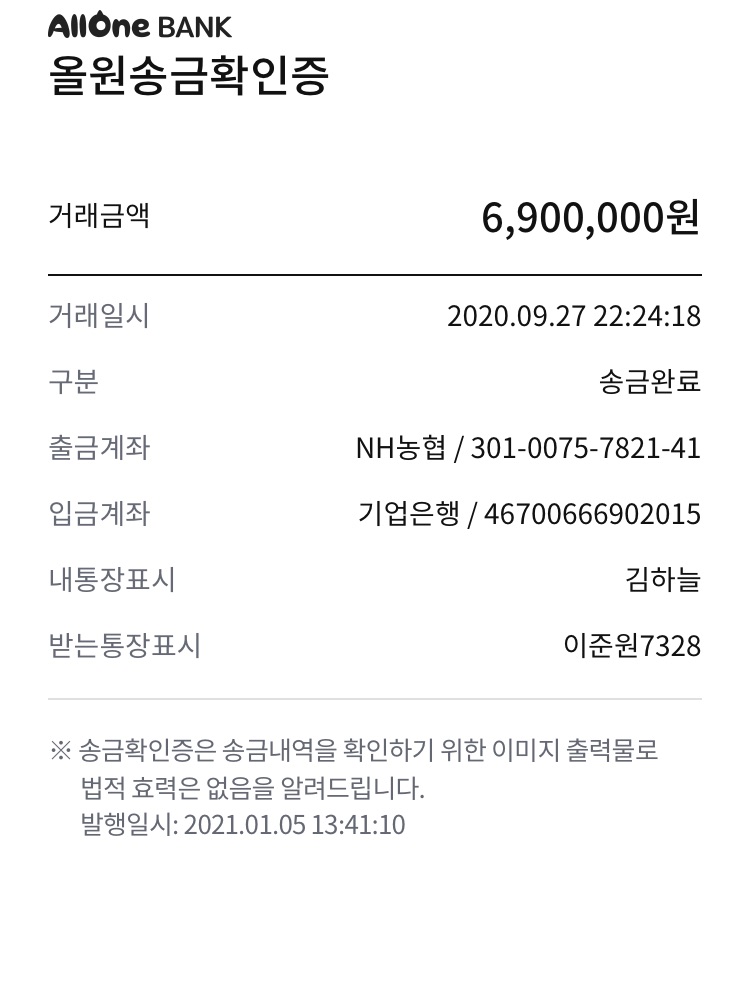 AllOne BANK
올원송금확인증
거래금액 6,900,000원
거래일시 2020.09.27 22:24:18
구분 송금완료
출금계좌 NH농협 / 301-0075-7821-41
입금계좌 기업은행 / 46700666902015
내통장표시 김하늘
받는통장표시 이준원7328
※ 송금확인증은 송금내역을 확인하기 위한 이미지 출력물로
법적 효력은 없음을 알려드립니다.
발행일시: 2021.01.05 13:41:10